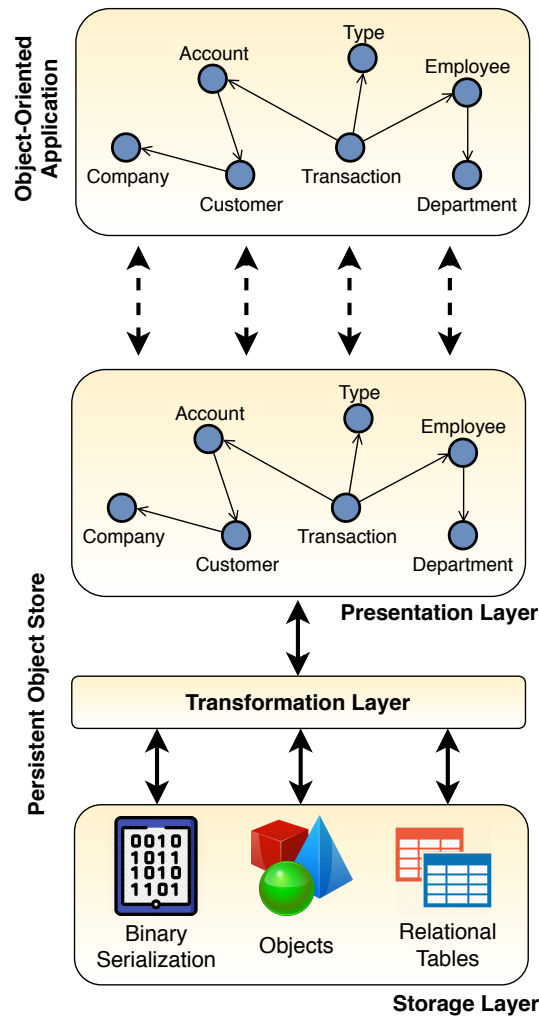 Object-Oriented
Application
Type
Account
Employee
Company
Transaction
Customer
Department
Persistent Object Store
Type
Account
Employee
Company
Transaction
Customer
Department
Presentation Layer
Transformation Layer
0010
1011
1010
1101
Binary
Serialization
Objects
Relational
Tables
Storage Layer